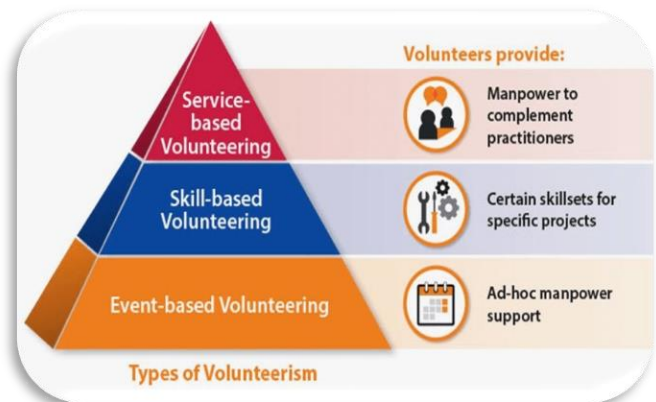 Volunteers provide:
Service-
based
Volunteering
Manpower to
complement
practitioners
Skill-based
Volunteering
Certain skillsets for
specific projects
Event-based Volunteering
Ad-hoc manpower
support
Types of Volunteerism